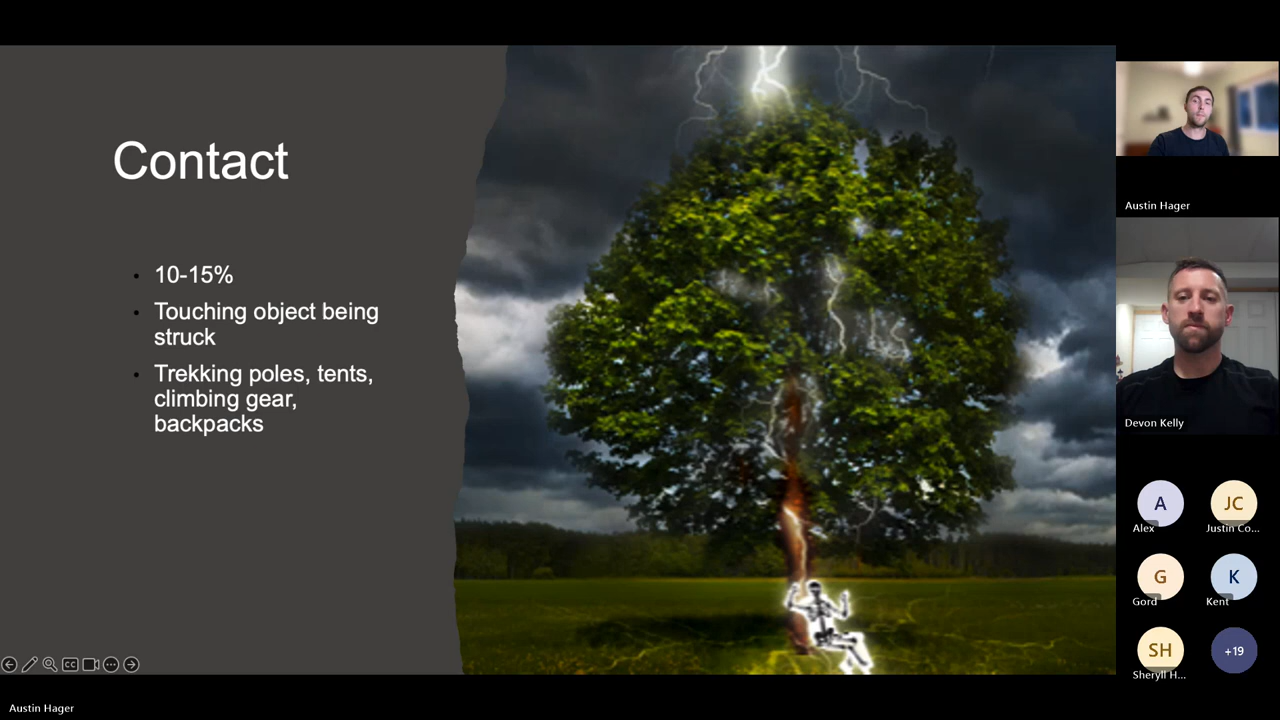 Contact
• 10-15%
• Touching object being
struck
• Trekking poles, tents,
climbing gear,
backpacks
Austin Hager
Devon Kelly
A
Alex
JC
Justin Co...
G
Gord
K
Kent
SH
Sheryll H...
+19
CC
Austin Hager